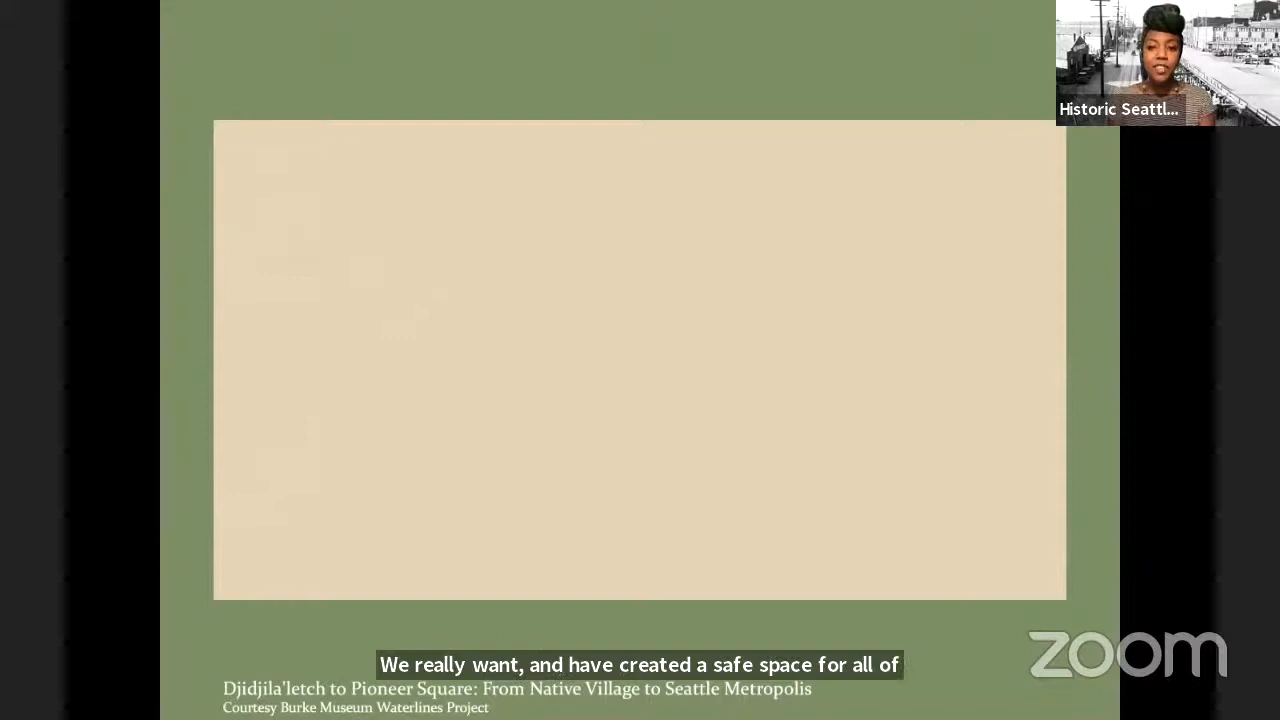 Historic Seattl...
We really want, and have created a safe space for all of
zoom
Djidjila'letch to Pioneer Square: From Native Village to Seattle Metropolis
Courtesy Burke Museum Waterlines Project